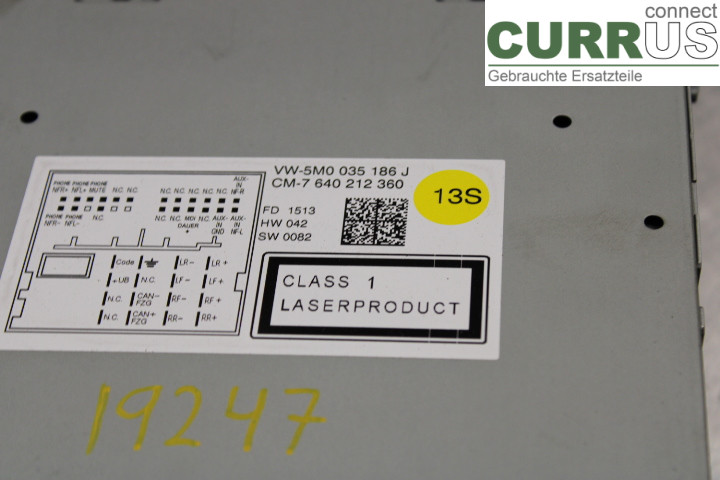 connect
CURRUS
Gebrauchte Ersatzteile
VW-5M0 035 186 J
CM-7 640 212 360
13S
FD 1513
HW 042
SW 0082
CLASS 1
LASERPRODUCT
PHONE PHONE PHONE AUX-
NFR+ NFL+ MUTE N.C. N.C. N.C. N.C. N.C. N.C. N.C. IN
NF-R
PHONE PHONE N.C. N.C. N.C. MDI N.C. AUX- AUX-
NFR− NFL− DAUER IN IN
+ GND NF-L
Code LR− LR+
+UB N.C. LF− LF+
N.C. CAN− RF− RF+
FZG
N.C. CAN+ RR− RR+
FZG
19247